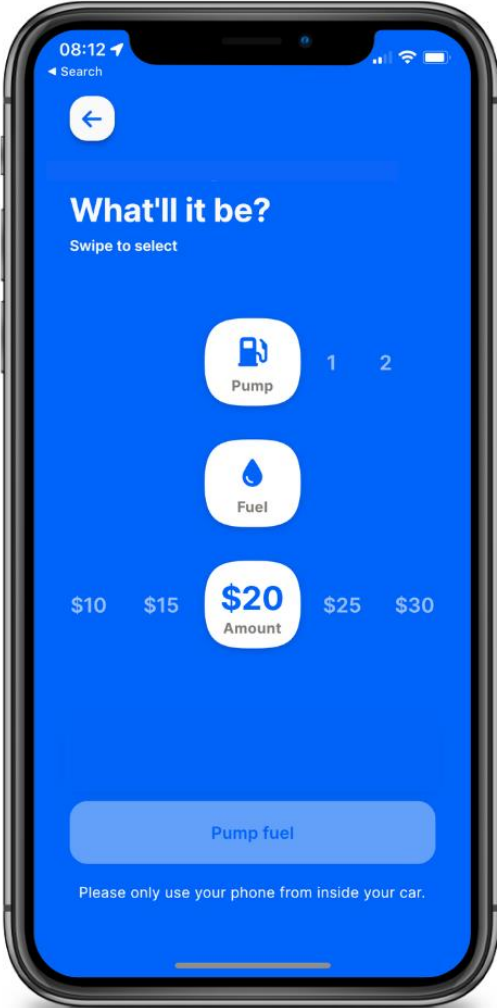 08:12
Search
What'll it be?
Swipe to select
Pump 1 2
Fuel
$10 $15 $20 $25 $30
Amount
Pump fuel
Please only use your phone from inside your car.